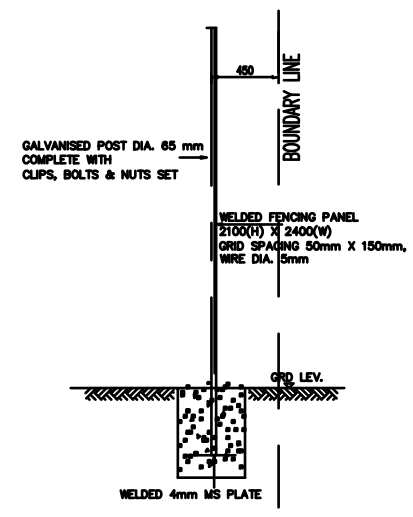 450
BOUNDARY LINE
GALVANISED POST DIA. 65 mm
COMPLETE WITH
CLIPS, BOLTS & NUTS SET
WELDED FENCING PANEL
2100(H) X 2400(W)
GRID SPACING 50mm X 150mm,
WIRE DIA. 5mm
GRD LEV.
WELDED 4mm MS PLATE